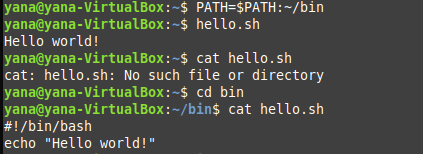 yana@yana-VirtualBox:~$ PATH=$PATH:~/bin
yana@yana-VirtualBox:~$ hello.sh
Hello world!
yana@yana-VirtualBox:~$ cat hello.sh
cat: hello.sh: No such file or directory
yana@yana-VirtualBox:~$ cd bin
yana@yana-VirtualBox:~/bin$ cat hello.sh
#!/bin/bash
echo "Hello world!"